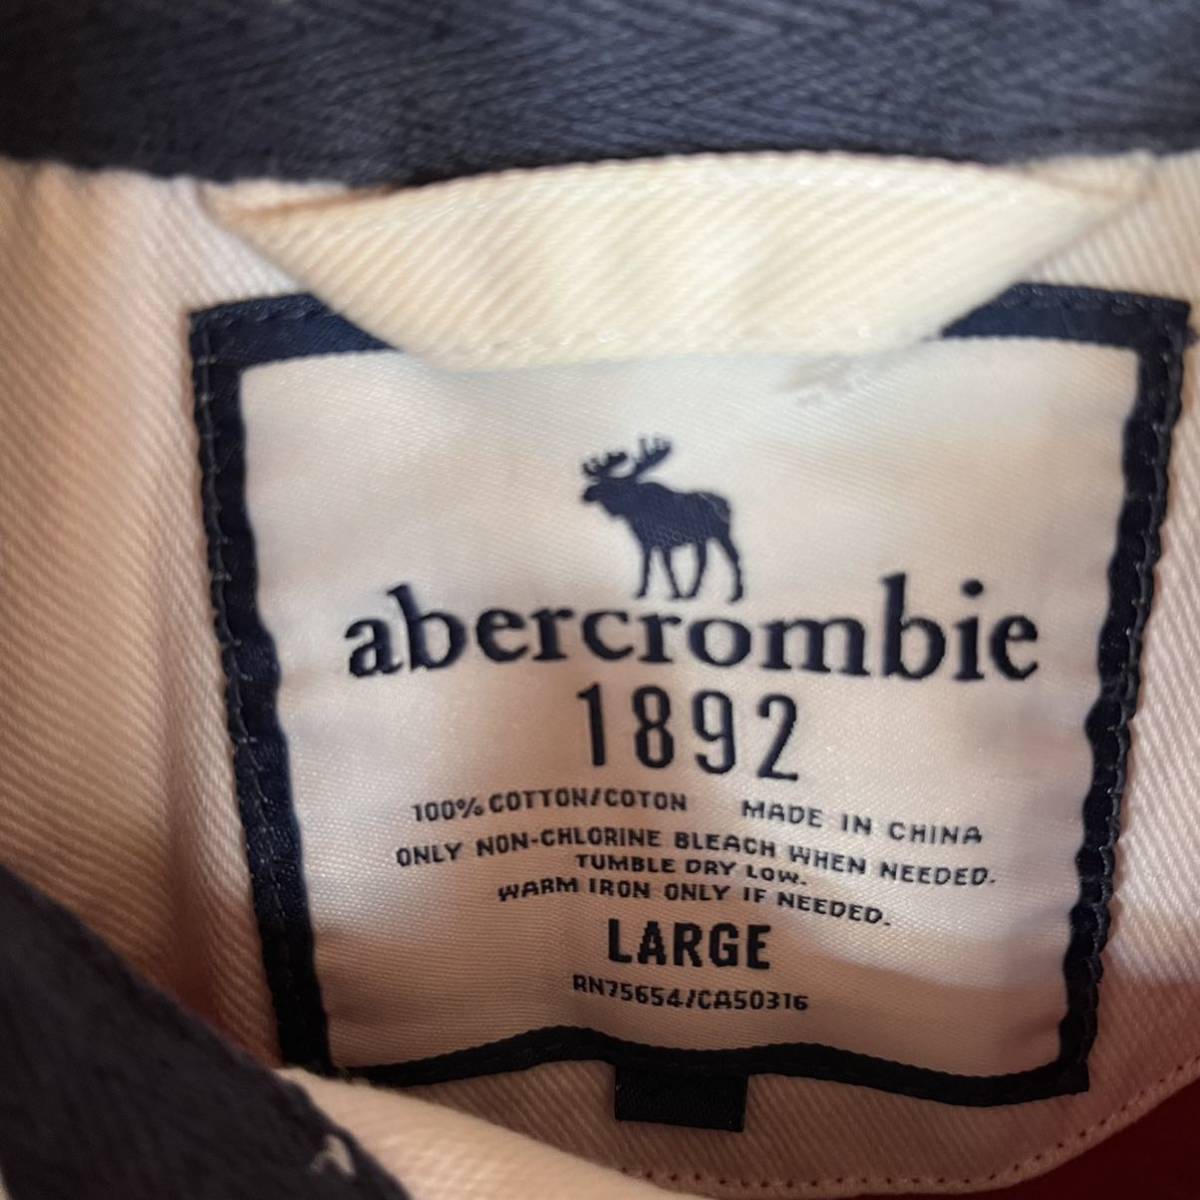 abercrombie
1892
100% COTTON/COTON MADE IN CHINA
ONLY NON-CHLORINE BLEACH WHEN NEEDED.
TUMBLE DRY LOW.
WARM IRON ONLY IF NEEDED.
LARGE
RN75654/CA50316